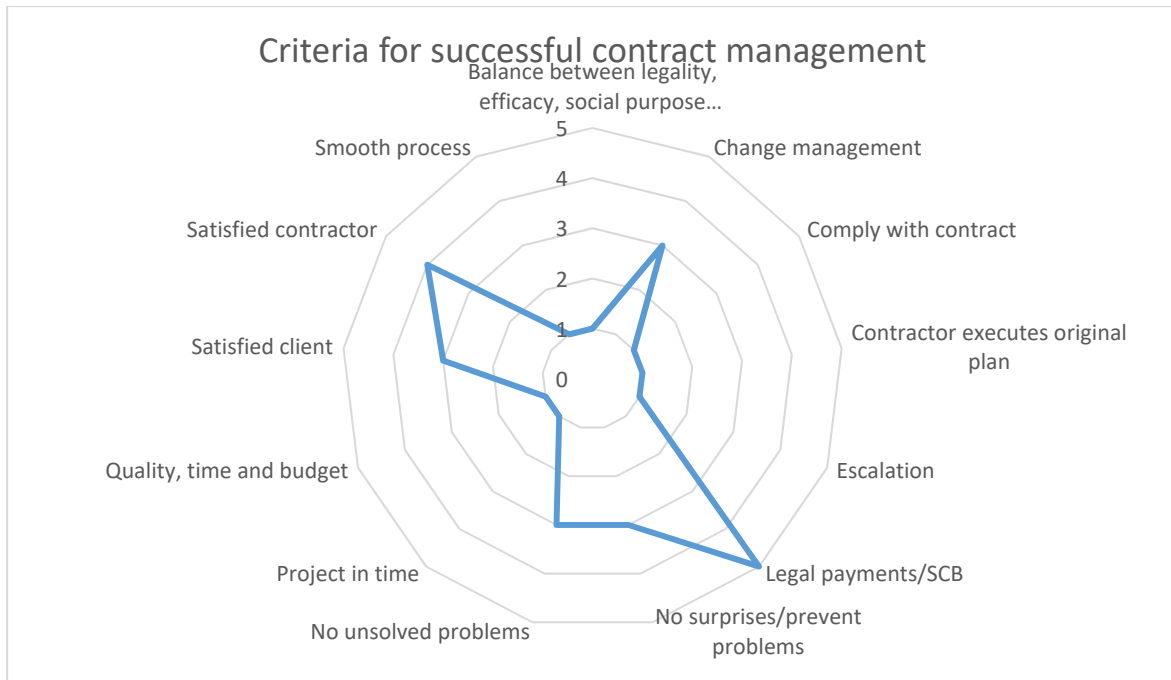 Criteria for successful contract management
Balance between legality,
efficacy, social purpose…
Change management
Comply with contract
Contractor executes original
plan
Escalation
Legal payments/SCB
No surprises/prevent
problems
No unsolved problems
Project in time
Quality, time and budget
Satisfied client
Satisfied contractor
Smooth process
5
4
3
2
1
0